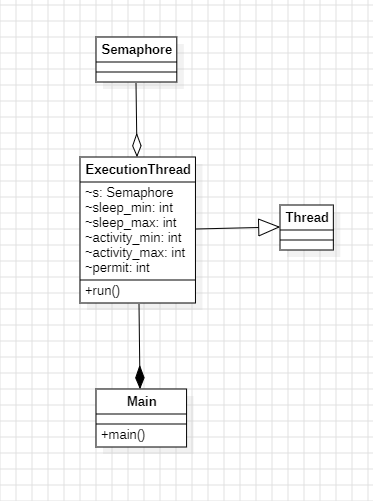 Semaphore
ExecutionThread
~s: Semaphore
~sleep_min: int
~sleep_max: int
~activity_min: int
~activity_max: int
~permit: int
+run()
Thread
Main
+main()